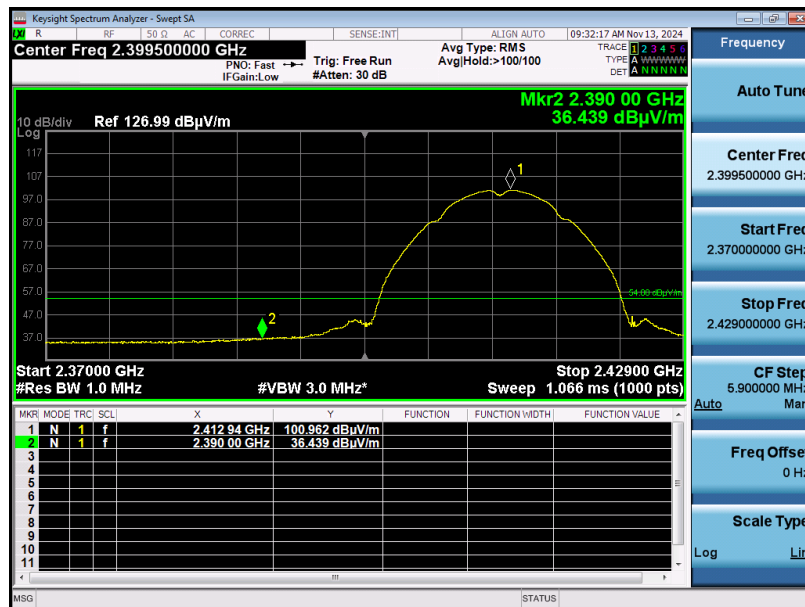 Keysight Spectrum Analyzer - Swept SA
LXI R RF 50 Ω AC CORREC SENSE:INT ALIGN AUTO 09:32:17 AM Nov 13, 2024
Center Freq 2.399500000 GHz
PNO: Fast
IFGain:Low
Trig: Free Run
#Atten: 30 dB
Avg Type: RMS
Avg|Hold:>100/100
TRACE 1 2 3 4 5 6
TYPE A WWWWW
DET A N N N N N
Mkr2 2.390 00 GHz
36.439 dBµV/m
10 dB/div Ref 126.99 dBµV/m
Log
117
107
97.0
87.0
77.0
67.0
57.0
47.0
37.0
1
2
54.00 dBµV/m
Start 2.37000 GHz Stop 2.42900 GHz
#Res BW 1.0 MHz #VBW 3.0 MHz* Sweep 1.066 ms (1000 pts)
MKR MODE TRC SCL X Y FUNCTION FUNCTION WIDTH FUNCTION VALUE
1 N 1 f 2.412 94 GHz 100.962 dBµV/m
2 N 1 f 2.390 00 GHz 36.439 dBµV/m
3
4
5
6
7
8
9
10
11
MSG STATUS
Frequency
Auto Tune
Center Freq
2.399500000 GHz
Start Freq
2.370000000 GHz
Stop Freq
2.429000000 GHz
CF Step
5.900000 MHz
Auto Man
Freq Offset
0 Hz
Scale Type
Log Lin